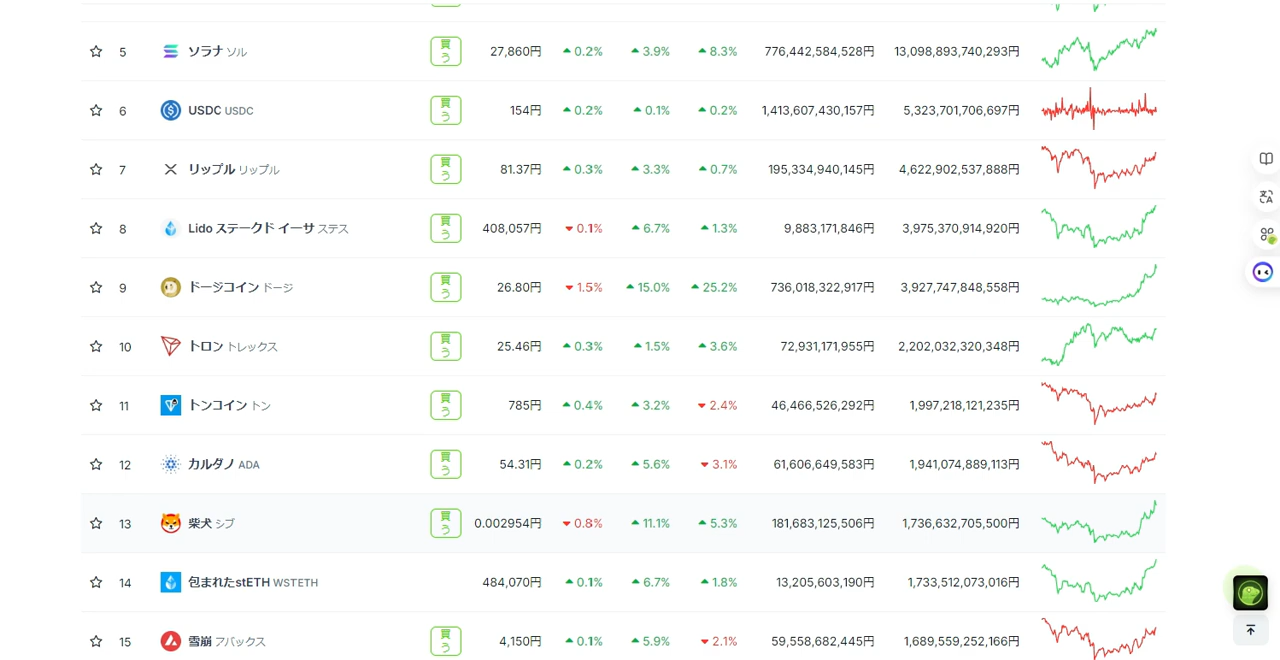 5 ソラナ ソル 買う 27,860円 0.2% 3.9% 8.3% 776,442,584,528円 13,098,893,740,293円
6 USDC USDC 買う 154円 0.2% 0.1% 0.2% 1,413,607,430,157円 5,323,701,706,697円
7 リップル リップル 買う 81.37円 0.3% 3.3% 0.7% 195,334,940,145円 4,622,902,537,888円
8 Lido ステークド イーサ ステス 買う 408,057円 0.1% 6.7% 1.3% 9,883,171,846円 3,975,370,914,920円
9 ドージコイン ドージ 買う 26.80円 1.5% 15.0% 25.2% 736,018,322,917円 3,927,747,848,558円
10 トロン トレックス 買う 25.46円 0.3% 1.5% 3.6% 72,931,171,955円 2,202,032,320,348円
11 トンコイン トン 買う 785円 0.4% 3.2% 2.4% 46,466,526,292円 1,997,218,121,235円
12 カルダノ ADA 買う 54.31円 0.2% 5.6% 3.1% 61,606,649,583円 1,941,074,889,113円
13 柴犬 シブ 買う 0.002954円 0.8% 11.1% 5.3% 181,683,125,506円 1,736,632,705,500円
14 包まれたstETH WSTETH 484,070円 0.1% 6.7% 1.8% 13,205,603,190円 1,733,512,073,016円
15 雪崩 アバックス 買う 4,150円 0.1% 5.9% 2.1% 59,558,682,445円 1,689,559,252,166円